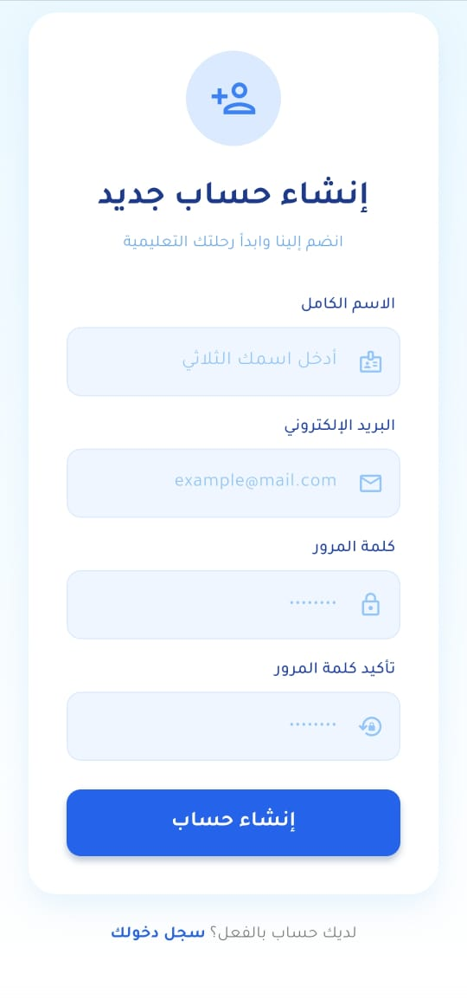 إنشاء حساب جديد
انضم إلينا وابدأ رحلتك التعليمية
الاسم الكامل
أدخل اسمك الثلاثي
البريد الإلكتروني
example@mail.com
كلمة المرور
••••••••
تأكيد كلمة المرور
••••••••
إنشاء حساب
لديك حساب بالفعل؟ سجل دخولك